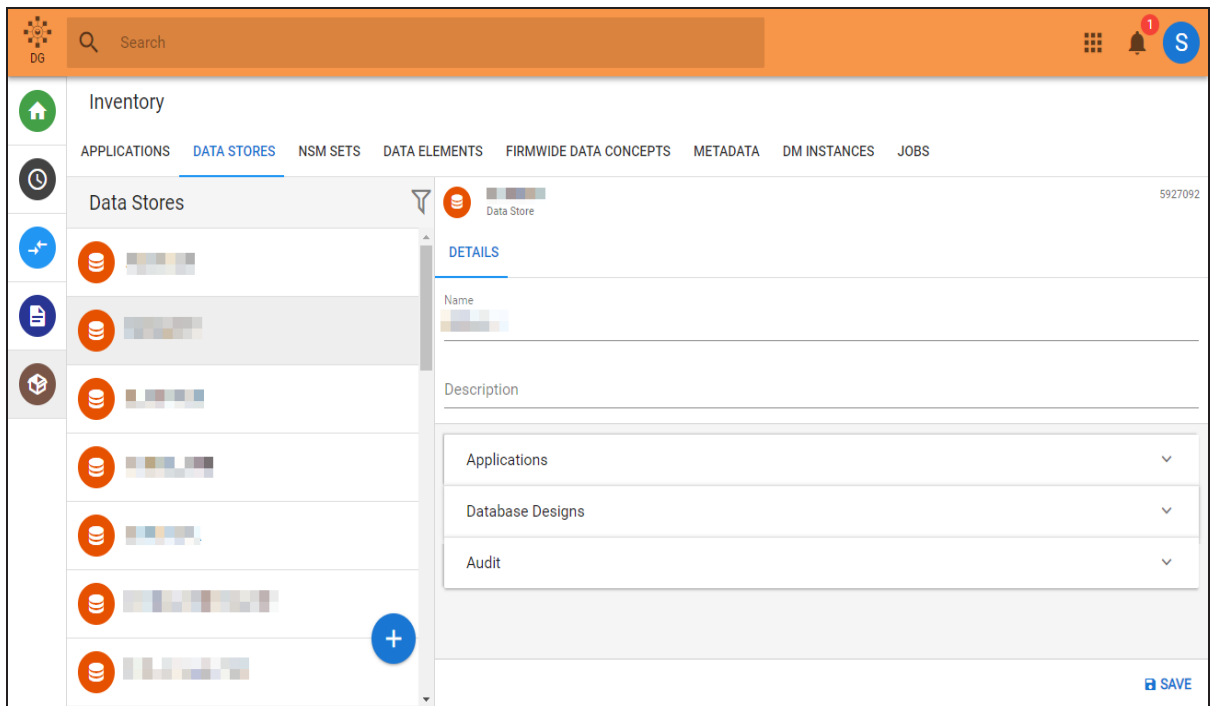 DG
Search
1
S
Inventory
APPLICATIONS DATA STORES NSM SETS DATA ELEMENTS FIRMWIDE DATA CONCEPTS METADATA DM INSTANCES JOBS
Data Stores
Data Store
5927092
DETAILS
Name
Description
Applications
Database Designs
Audit
SAVE